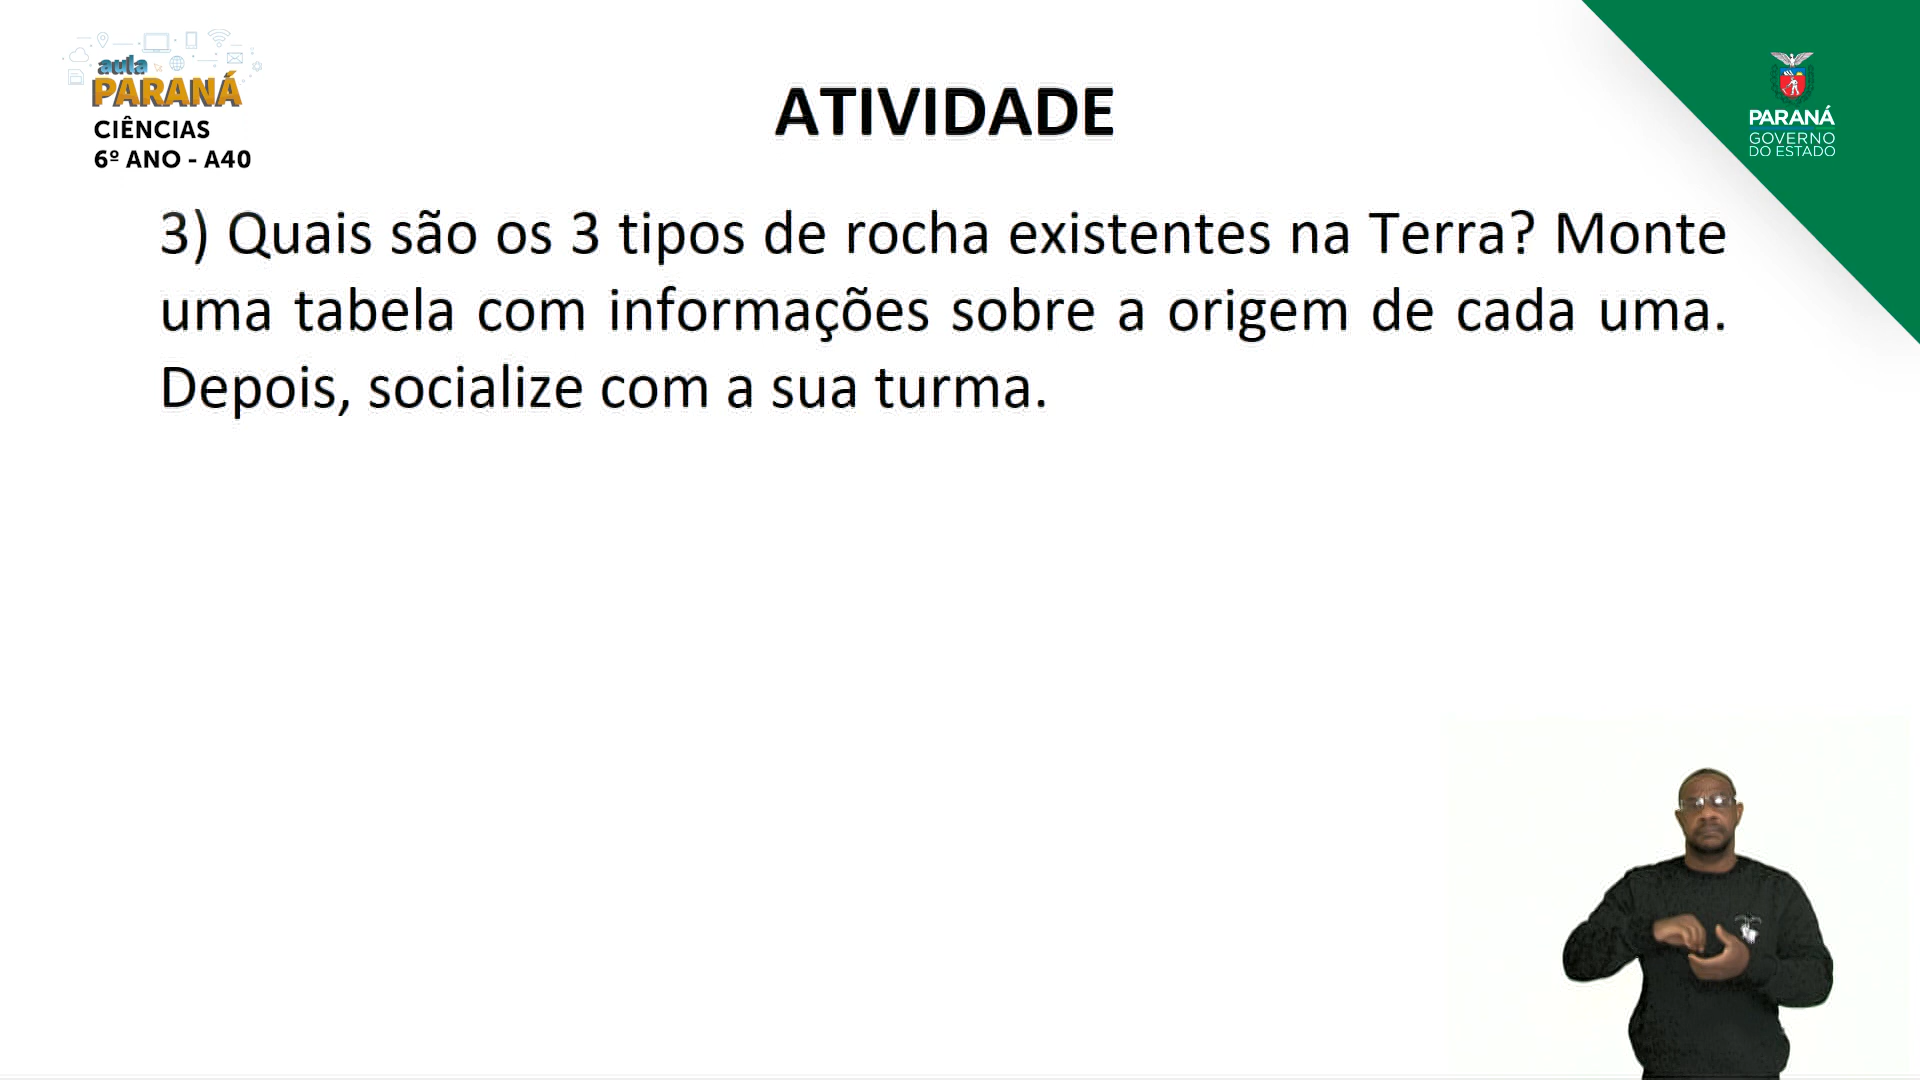 aula
PARANÁ
CIÊNCIAS
6º ANO - A40
ATIVIDADE
PARANÁ
GOVERNO
DO ESTADO
3) Quais são os 3 tipos de rocha existentes na Terra? Monte
uma tabela com informações sobre a origem de cada uma.
Depois, socialize com a sua turma.